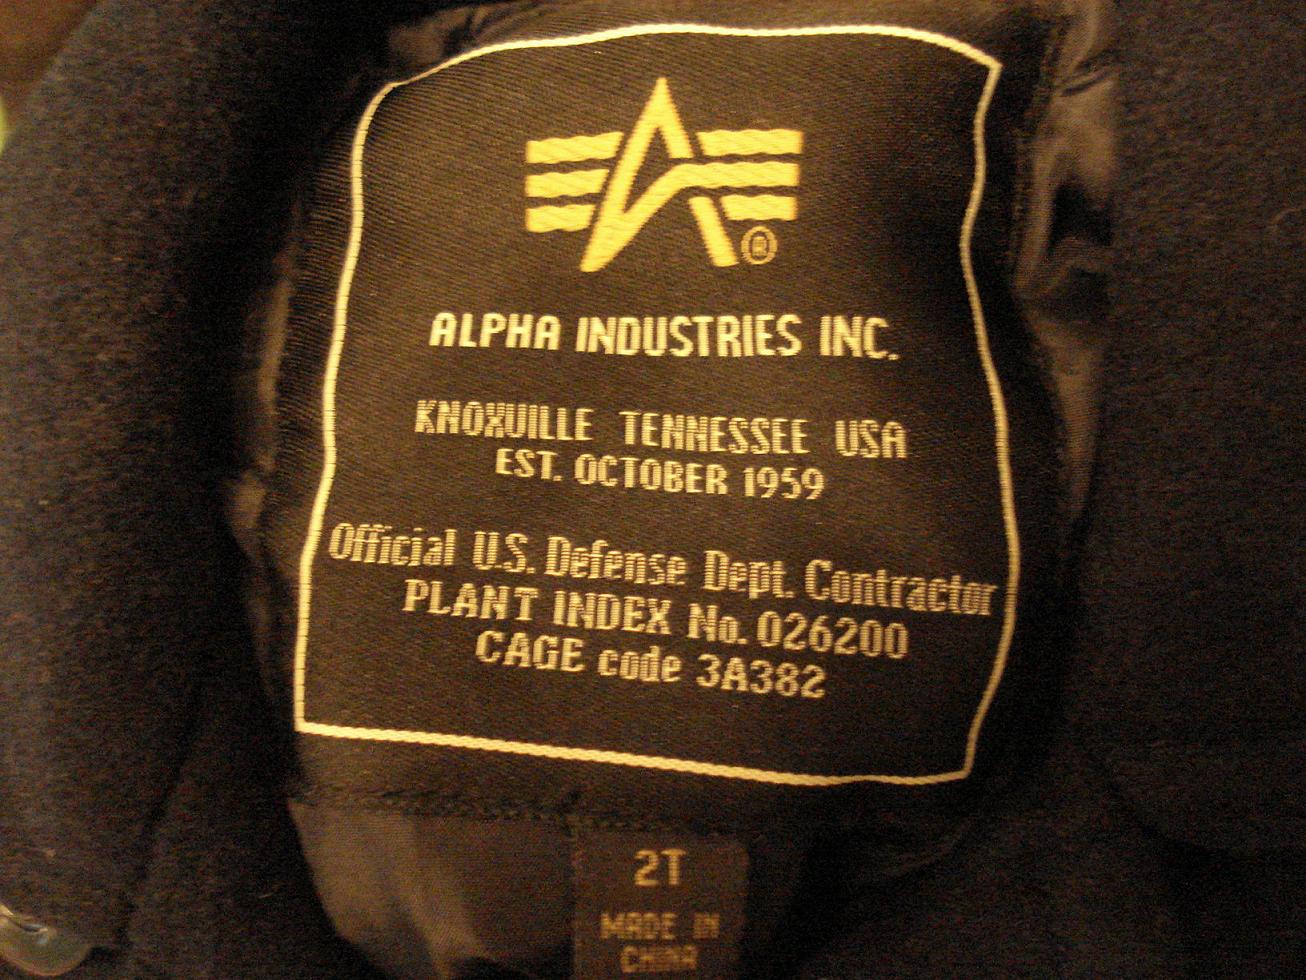 ®
ALPHA INDUSTRIES INC.
KNOXVILLE TENNESSEE USA
EST. OCTOBER 1959
Official U.S. Defense Dept. Contractor
PLANT INDEX No. 026200
CAGE code 3A382
2T
MADE IN
CHINA